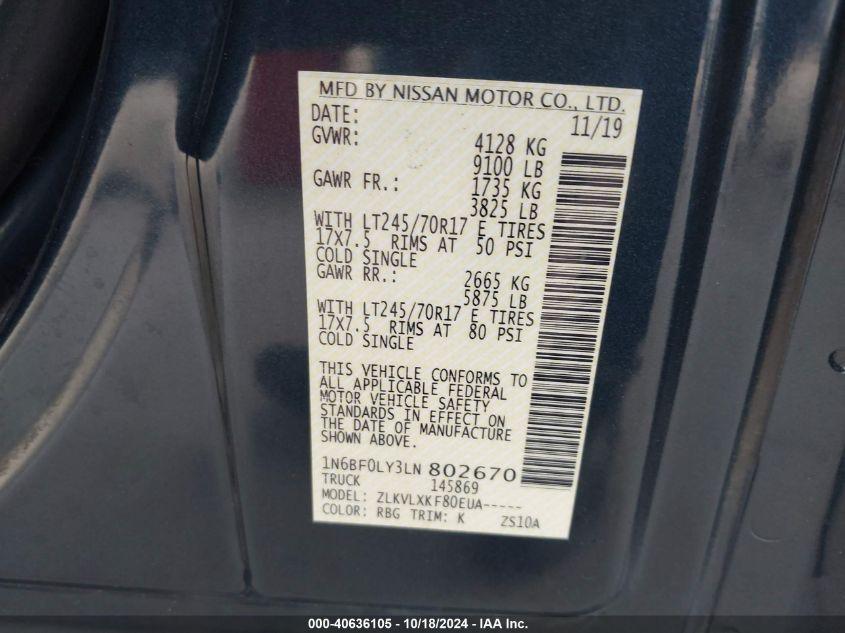 MFD BY NISSAN MOTOR CO., LTD.
DATE: 11/19
GVWR: 4128 KG
9100 LB
GAWR FR.: 1735 KG
3825 LB
WITH LT245/70R17 E TIRES
17X7.5 RIMS AT 50 PSI
COLD SINGLE
GAWR RR.: 2665 KG
5875 LB
WITH LT245/70R17 E TIRES
17X7.5 RIMS AT 80 PSI
COLD SINGLE
THIS VEHICLE CONFORMS TO
ALL APPLICABLE FEDERAL
MOTOR VEHICLE SAFETY
STANDARDS IN EFFECT ON
THE DATE OF MANUFACTURE
SHOWN ABOVE.
1N6BF0LY3LN 802670
TRUCK 145869
MODEL: ZLKVLXKF80EUA-----
COLOR: RBG TRIM: K ZS10A
000-40636105 - 10/18/2024 - IAA Inc.